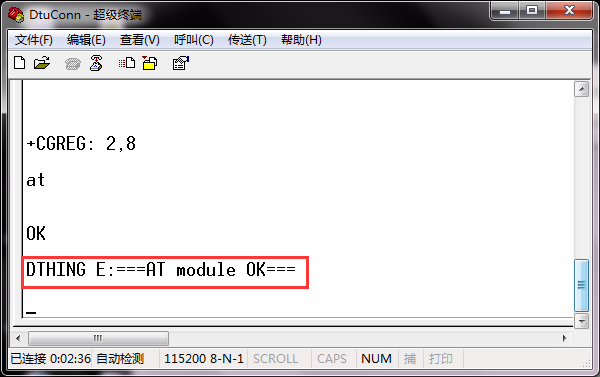 DtuConn - 超级终端
文件(F) 编辑(E) 查看(V) 呼叫(C) 传送(T) 帮助(H)
+CGREG: 2,8
at
OK
DTHING E:===AT module OK===
_
已连接 0:02:36 自动检测 115200 8-N-1 SCROLL CAPS NUM 捕 打印